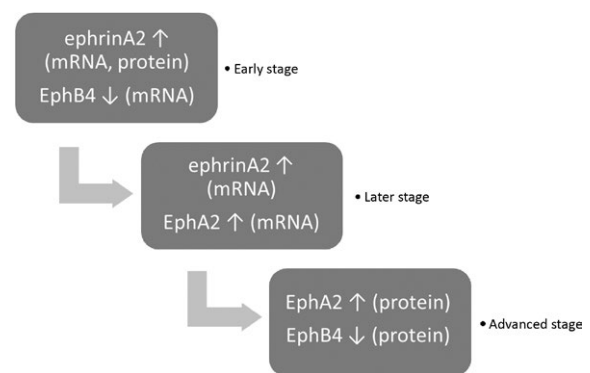 ephrinA2 ↑
(mRNA, protein)
EphB4 ↓ (mRNA)
• Early stage
ephrinA2 ↑
(mRNA)
EphA2 ↑ (mRNA)
• Later stage
EphA2 ↑ (protein)
EphB4 ↓ (protein)
• Advanced stage